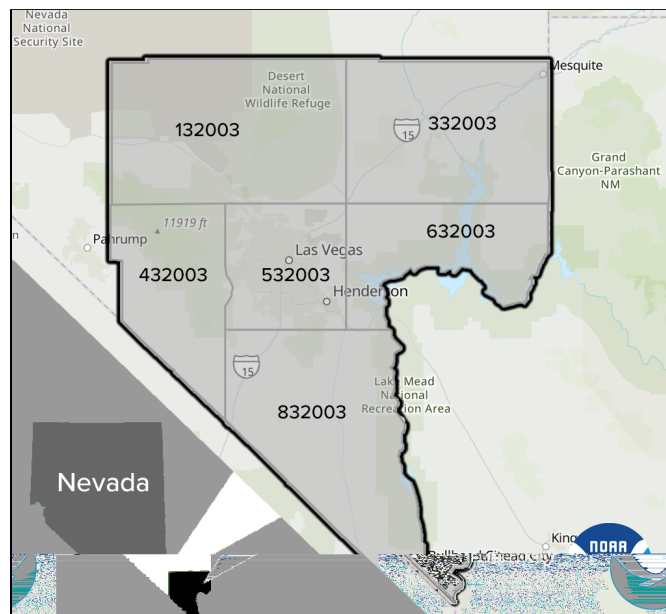 Nevada
National
Security Site
Mesquite
Desert
National
Wildlife Refuge
132003
332003
15
Grand
Canyon-Parashant
NM
11919 ft
632003
Pahrump
Las Vegas
432003
532003
Henderson
15
Lake Mead
National
Recreation Area
832003
Nevada
NOAA